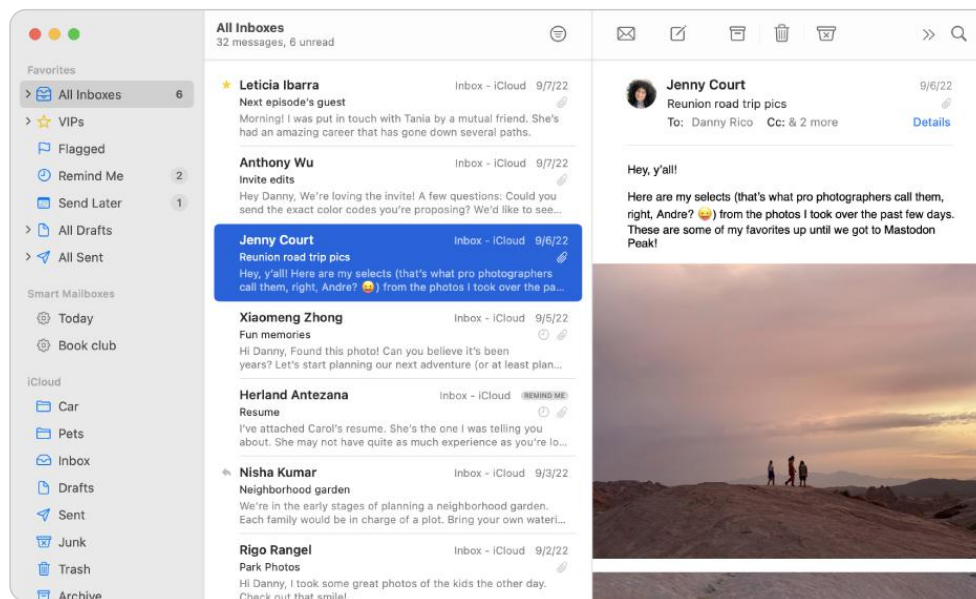 Favorites
All Inboxes 6
VIPs
Flagged
Remind Me 2
Send Later 1
All Drafts
All Sent
Smart Mailboxes
Today
Book club
iCloud
Car
Pets
Inbox
Drafts
Sent
Junk
Trash
Archive
All Inboxes
32 messages, 6 unread
Leticia Ibarra Inbox - iCloud 9/7/22
Next episode's guest
Morning! I was put in touch with Tania by a mutual friend. She's
had an amazing career that has gone down several paths.
Anthony Wu Inbox - iCloud 9/7/22
Invite edits
Hey Danny, We're loving the invite! A few questions: Could you
send the exact color codes you're proposing? We'd like to see...
Jenny Court Inbox - iCloud 9/6/22
Reunion road trip pics
Hey, y'all! Here are my selects (that's what pro photographers
call them, right, Andre? 😝) from the photos I took over the pa...
Xiaomeng Zhong Inbox - iCloud 9/5/22
Fun memories
Hi Danny, Found this photo! Can you believe it's been
years? Let's start planning our next adventure (or at least plan...
Herland Antezana Inbox - iCloud REMIND ME
Resume
I've attached Carol's resume. She's the one I was telling you
about. She may not have quite as much experience as you're lo...
Nisha Kumar Inbox - iCloud 9/3/22
Neighborhood garden
We're in the early stages of planning a neighborhood garden.
Each family would be in charge of a plot. Bring your own wateri...
Rigo Rangel Inbox - iCloud 9/2/22
Park Photos
Hi Danny, I took some great photos of the kids the other day.
Check out that smile!
Jenny Court 9/6/22
Reunion road trip pics
To: Danny Rico Cc: & 2 more Details
Hey, y'all!
Here are my selects (that's what pro photographers call them,
right, Andre? 😝) from the photos I took over the past few days.
These are some of my favorites up until we got to Mastodon
Peak!